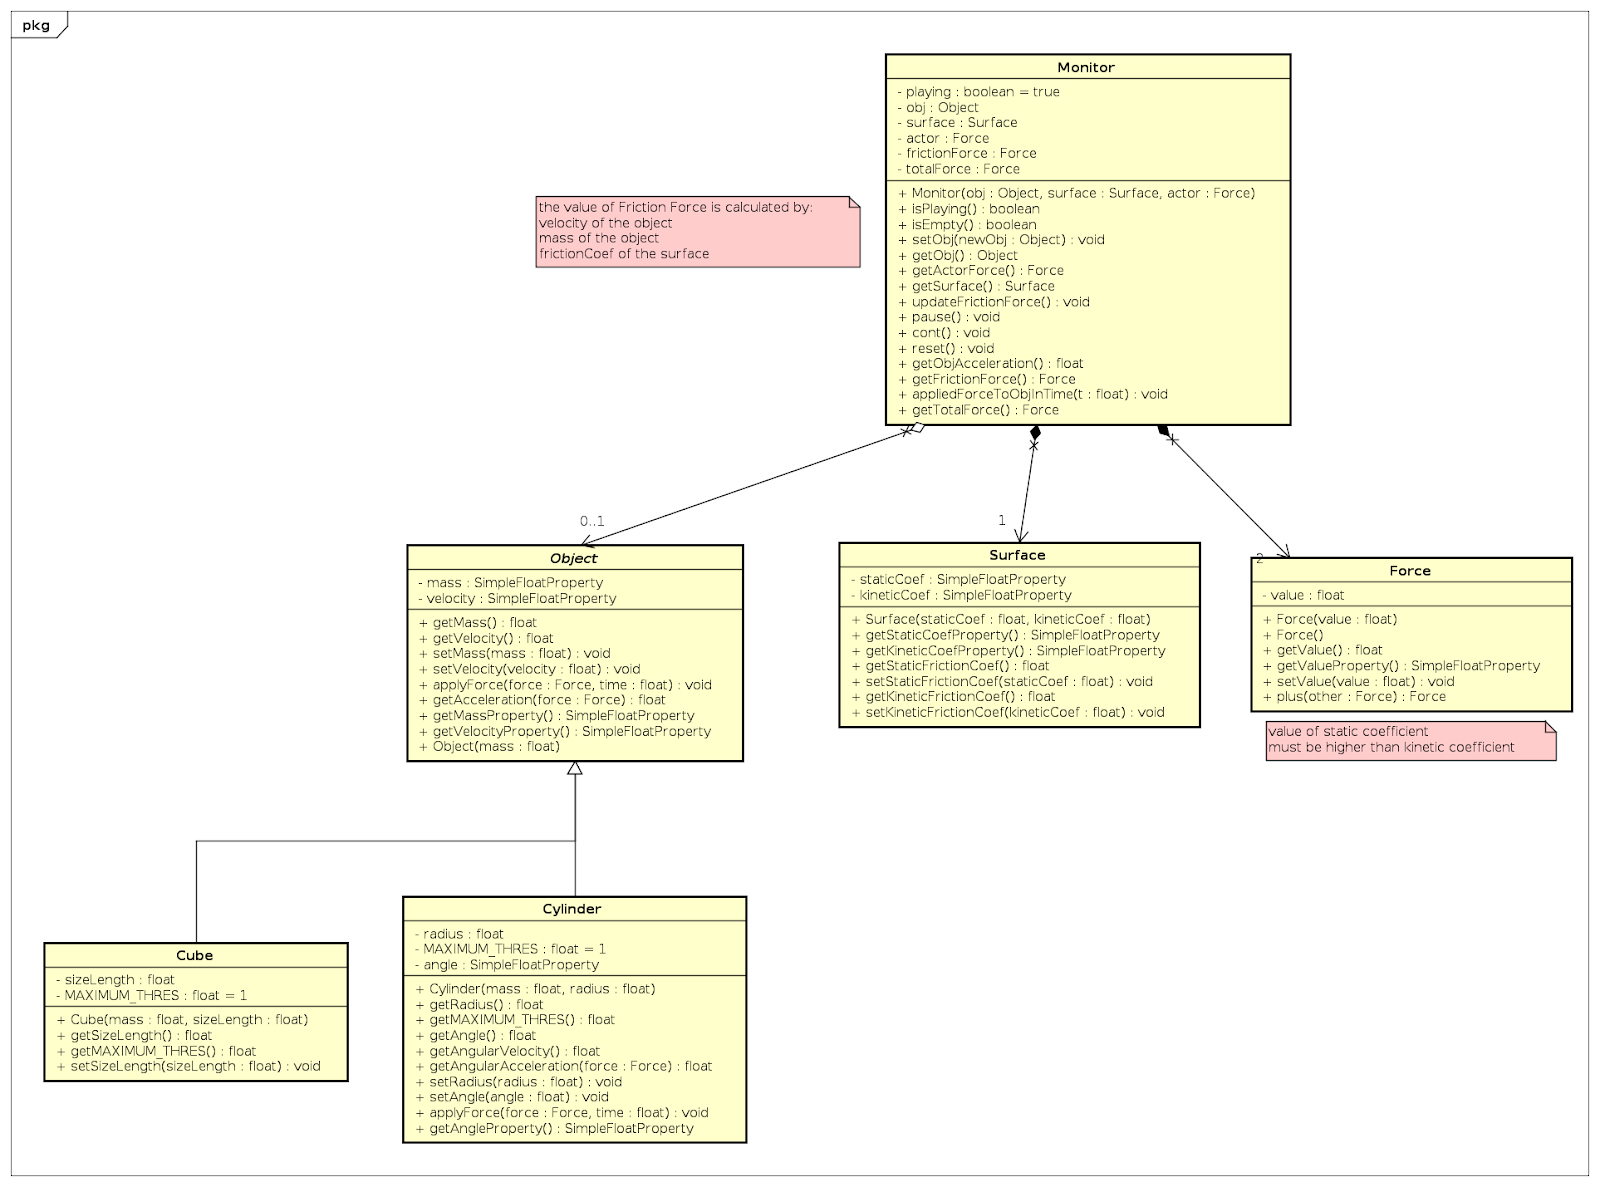 pkg
Monitor
- playing : boolean = true
- obj : Object
- surface : Surface
- actor : Force
- frictionForce : Force
- totalForce : Force
+ Monitor(obj : Object, surface : Surface, actor : Force)
+ isPlaying() : boolean
+ isEmpty() : boolean
+ setObj(newObj : Object) : void
+ getObj() : Object
+ getActorForce() : Force
+ getSurface() : Surface
+ updateFrictionForce() : void
+ pause() : void
+ cont() : void
+ reset() : void
+ getObjAcceleration() : float
+ getFrictionForce() : Force
+ appliedForceToObjInTime(t : float) : void
+ getTotalForce() : Force
the value of Friction Force is calculated by:
velocity of the object
mass of the object
frictionCoef of the surface
0..1
1
2
Object
- mass : SimpleFloatProperty
- velocity : SimpleFloatProperty
+ getMass() : float
+ getVelocity() : float
+ setMass(mass : float) : void
+ setVelocity(velocity : float) : void
+ applyForce(force : Force, time : float) : void
+ getAcceleration(force : Force) : float
+ getMassProperty() : SimpleFloatProperty
+ getVelocityProperty() : SimpleFloatProperty
+ Object(mass : float)
Surface
- staticCoef : SimpleFloatProperty
- kineticCoef : SimpleFloatProperty
+ Surface(staticCoef : float, kineticCoef : float)
+ getStaticCoefProperty() : SimpleFloatProperty
+ getKineticCoefProperty() : SimpleFloatProperty
+ getStaticFrictionCoef() : float
+ setStaticFrictionCoef(staticCoef : float) : void
+ getKineticFrictionCoef() : float
+ setKineticFrictionCoef(kineticCoef : float) : void
Force
- value : float
+ Force(value : float)
+ Force()
+ getValue() : float
+ getValueProperty() : SimpleFloatProperty
+ setValue(value : float) : void
+ plus(other : Force) : Force
value of static coefficient
must be higher than kinetic coefficient
Cube
- sizeLength : float
- MAXIMUM_THRES : float = 1
+ Cube(mass : float, sizeLength : float)
+ getSizeLength() : float
+ getMAXIMUM_THRES() : float
+ setSizeLength(sizeLength : float) : void
Cylinder
- radius : float
- MAXIMUM_THRES : float = 1
- angle : SimpleFloatProperty
+ Cylinder(mass : float, radius : float)
+ getRadius() : float
+ getMAXIMUM_THRES() : float
+ getAngle() : float
+ getAngularVelocity() : float
+ getAngularAcceleration(force : Force) : float
+ setRadius(radius : float) : void
+ setAngle(angle : float) : void
+ applyForce(force : Force, time : float) : void
+ getAngleProperty() : SimpleFloatProperty